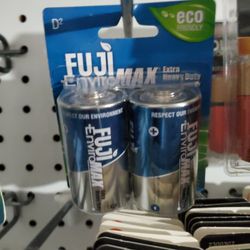 D2
eco
FRIENDLY
FUJI
ENVIROMAX
Extra
Heavy Duty
RESPECT OUR ENVIRONMENT
RESPECT OUR ENVIRONMENT
FUJI
ENVIROMAX
FUJI
ENVIROMAX